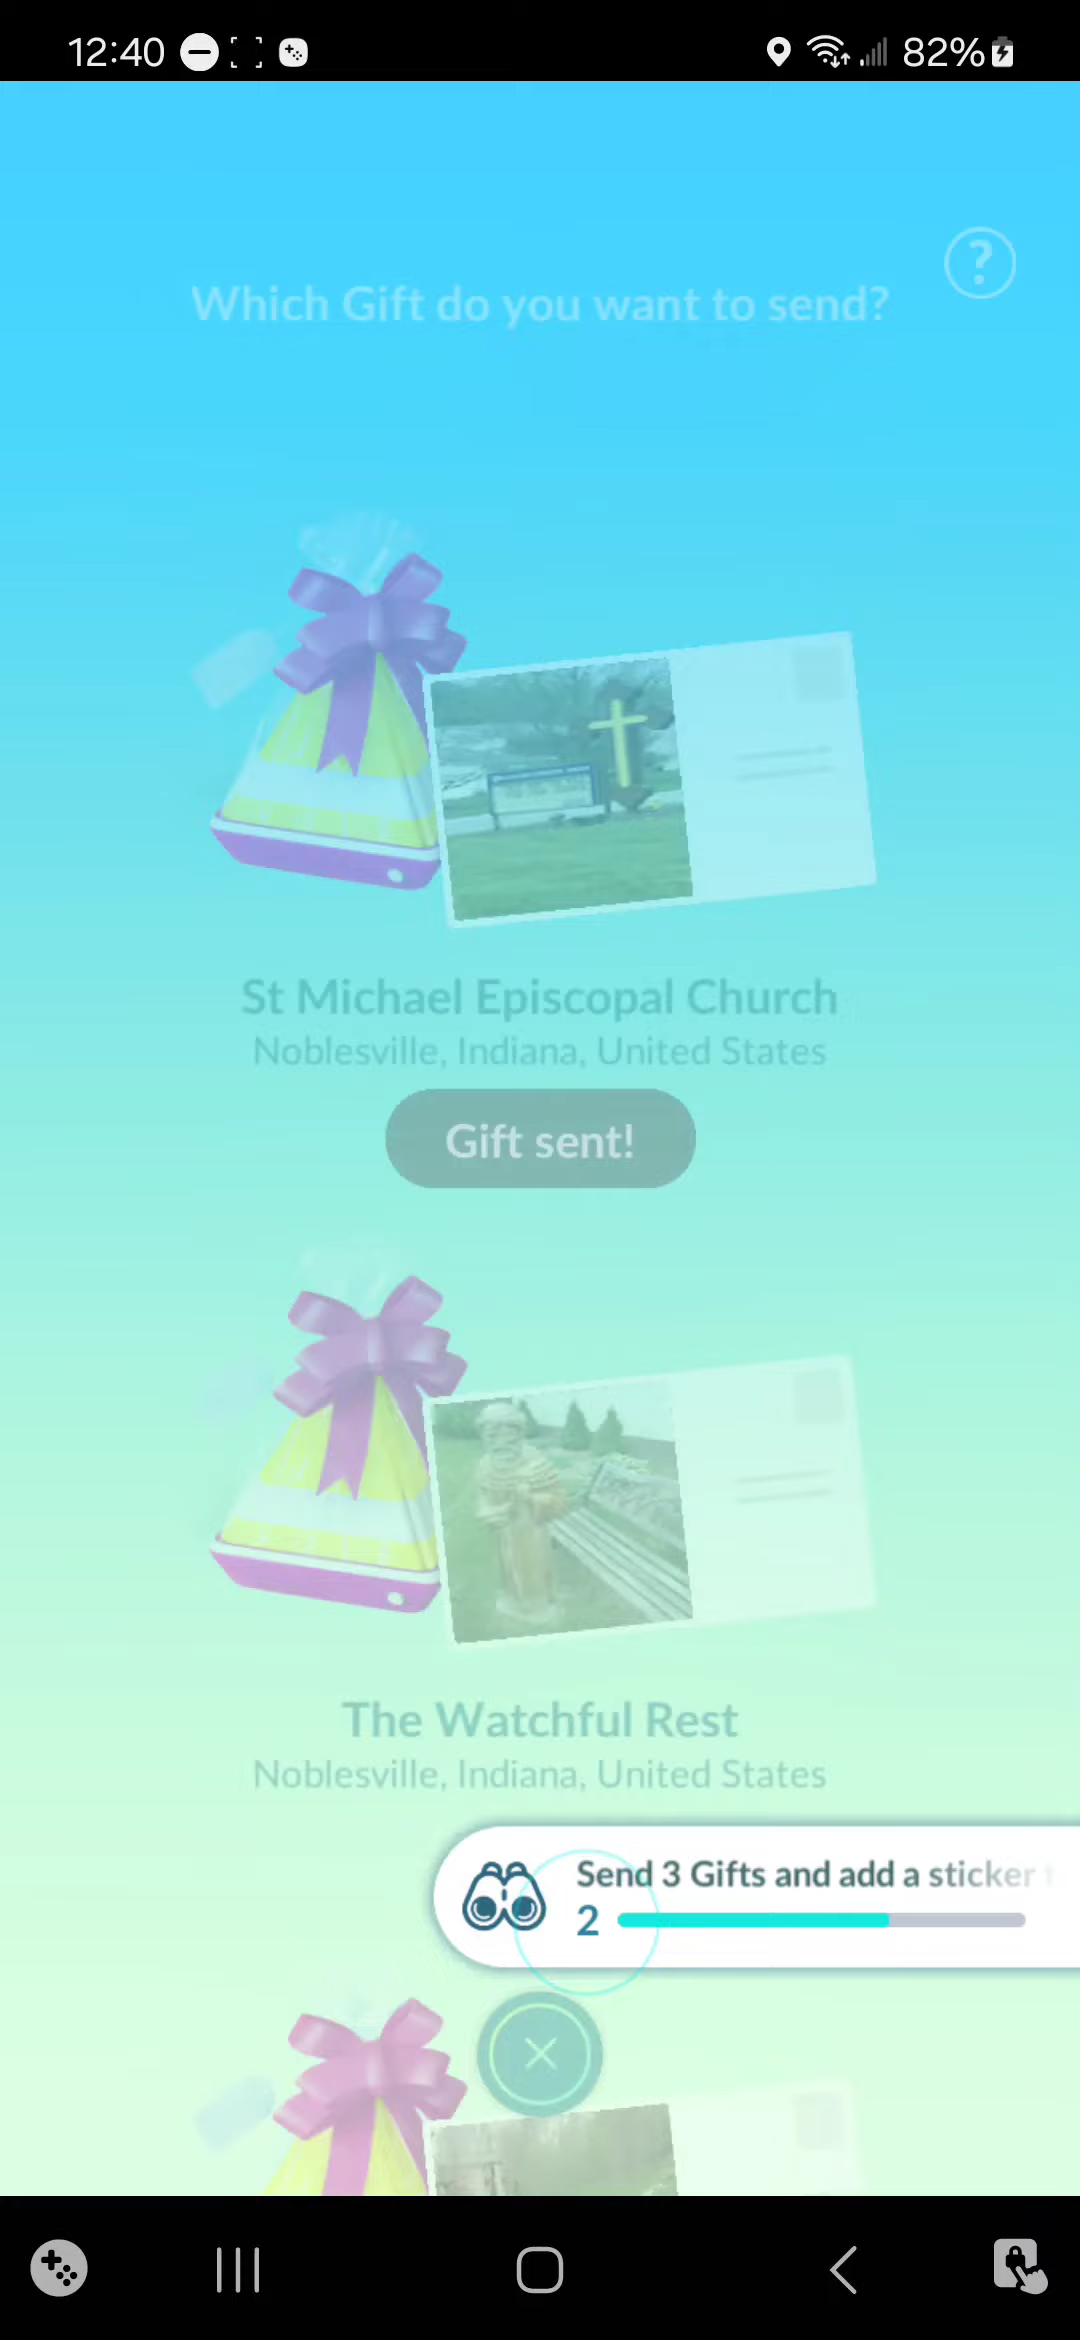 12:40
82%
Which Gift do you want to send?
?
St Michael Episcopal Church
Noblesville, Indiana, United States
Gift sent!
The Watchful Rest
Noblesville, Indiana, United States
Send 3 Gifts and add a sticker
2